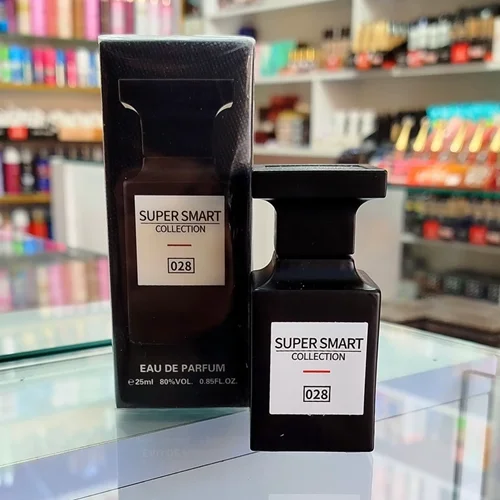 SUPER SMART
COLLECTION
028
EAU DE PARFUM
℮25ml 80%VOL. 0.85FL.OZ.
SUPER SMART
COLLECTION
028